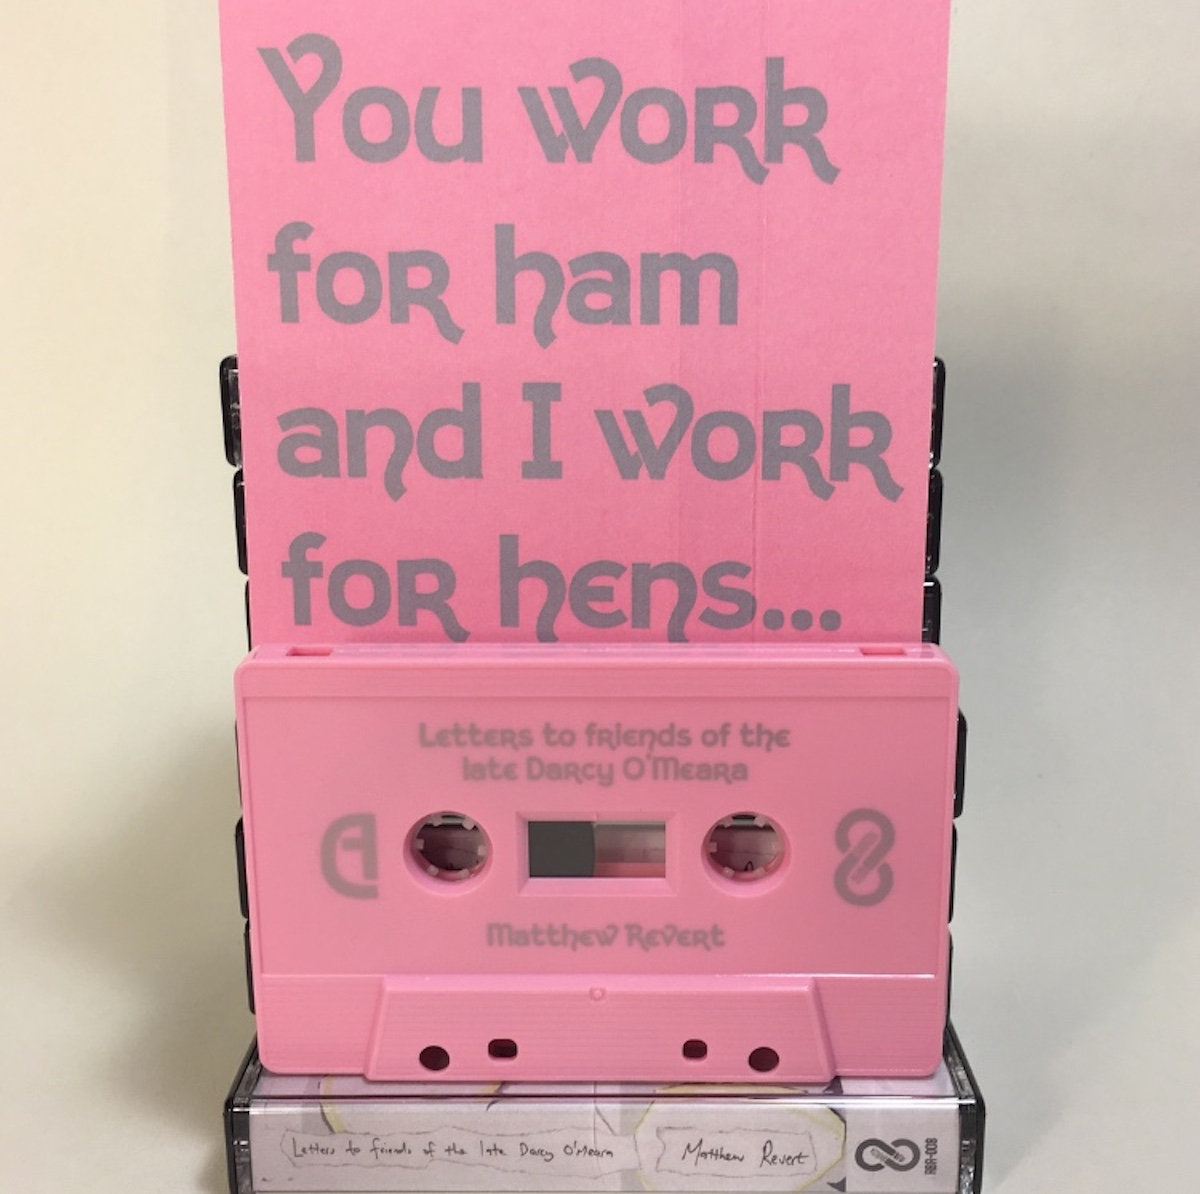 You work
for ham
and I work
for hens...
Letters to friends of the
late Darcy O'Meara
A
Matthew Revert
Letters to friends of the late Darcy O'Meara
Matthew Revert